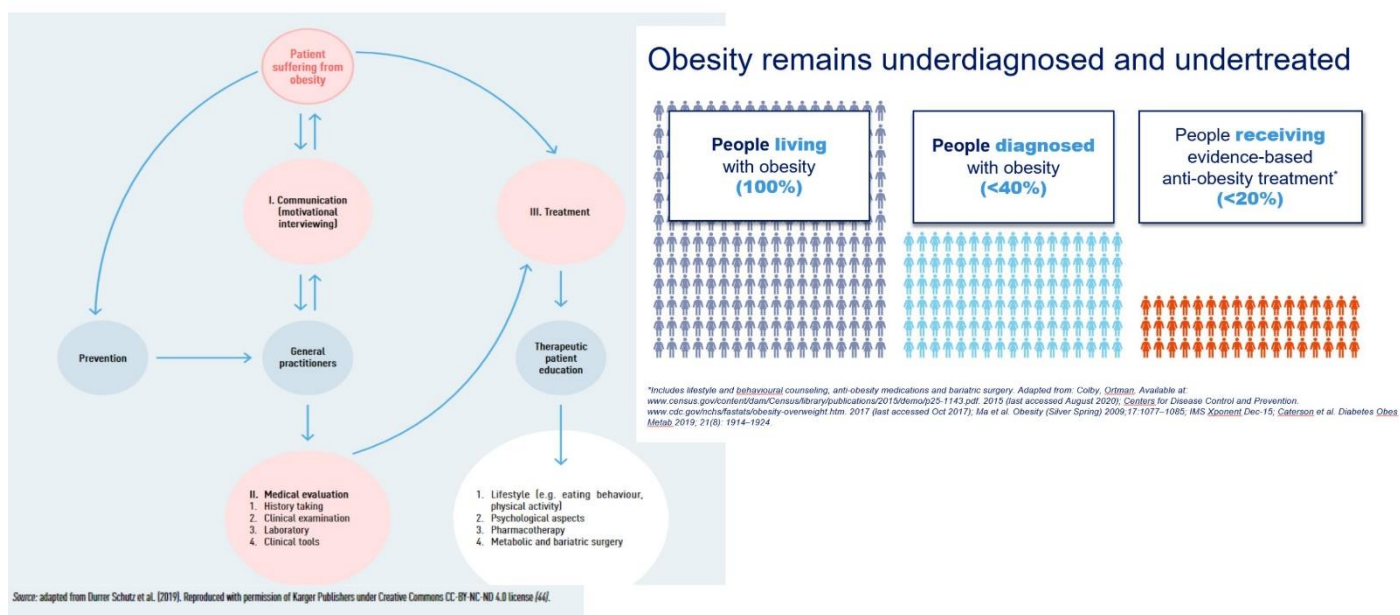 Patient
suffering from
obesity
I. Communication
(motivational
interviewing)
III. Treatment
Prevention
General
practitioners
Therapeutic
patient
education
II. Medical evaluation
1. History taking
2. Clinical examination
3. Laboratory
4. Clinical tools
1. Lifestyle (e.g. eating behaviour,
physical activity)
2. Psychological aspects
3. Pharmacotherapy
4. Metabolic and bariatric surgery
Source: adapted from Durrer Schutz et al. (2019). Reproduced with permission of Karger Publishers under Creative Commons CC-BY-NC-ND 4.0 license (44).
Obesity remains underdiagnosed and undertreated
People living
with obesity
(100%)
People diagnosed
with obesity
(<40%)
People receiving
evidence-based
anti-obesity treatment*
(<20%)
*Includes lifestyle and behavioural counseling, anti-obesity medications and bariatric surgery. Adapted from: Colby, Ortman. Available at:
www.census.gov/content/dam/Census/library/publications/2015/demo/p25-1143.pdf. 2015 (last accessed August 2020); Centers for Disease Control and Prevention.
www.cdc.gov/nchs/fastats/obesity-overweight.htm. 2017 (last accessed Oct 2017); Ma et al. Obesity (Silver Spring) 2009;17:1077–1085; IMS Xponent Dec-15; Caterson et al. Diabetes Obes
Metab 2019; 21(8): 1914–1924